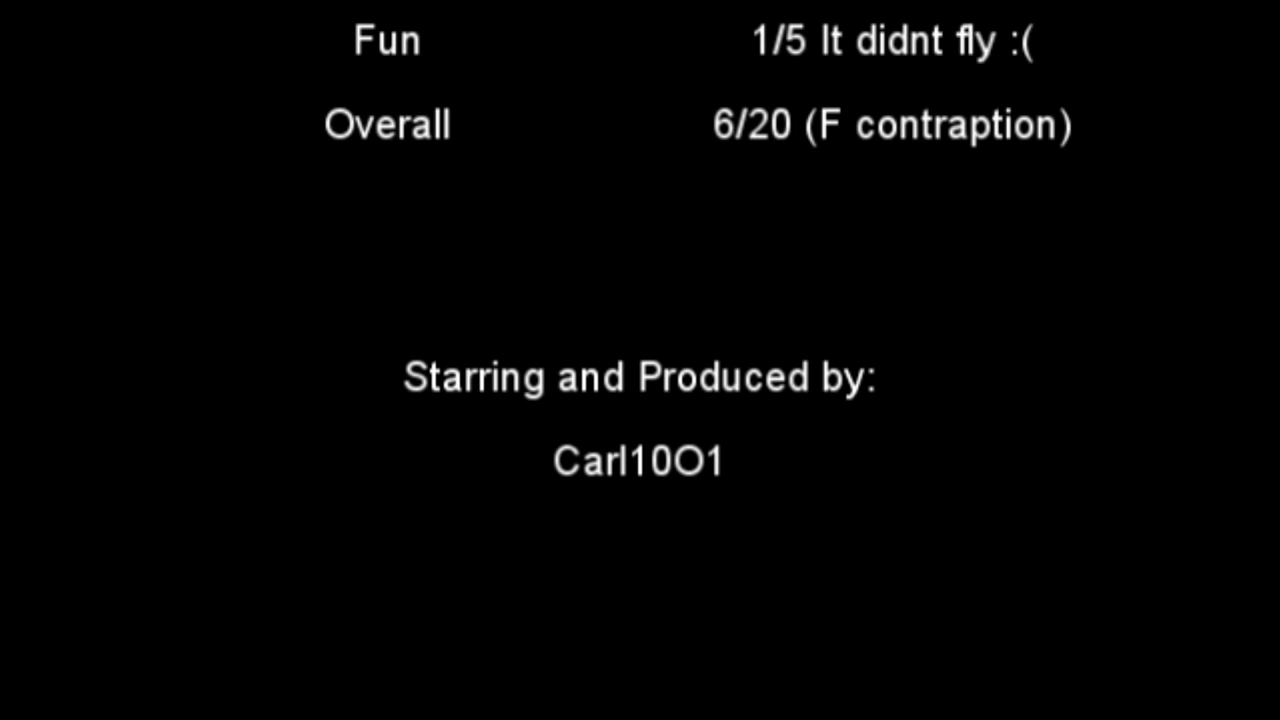 Fun 1/5 It didnt fly :(
Overall 6/20 (F contraption)
Starring and Produced by:
Carl10O1